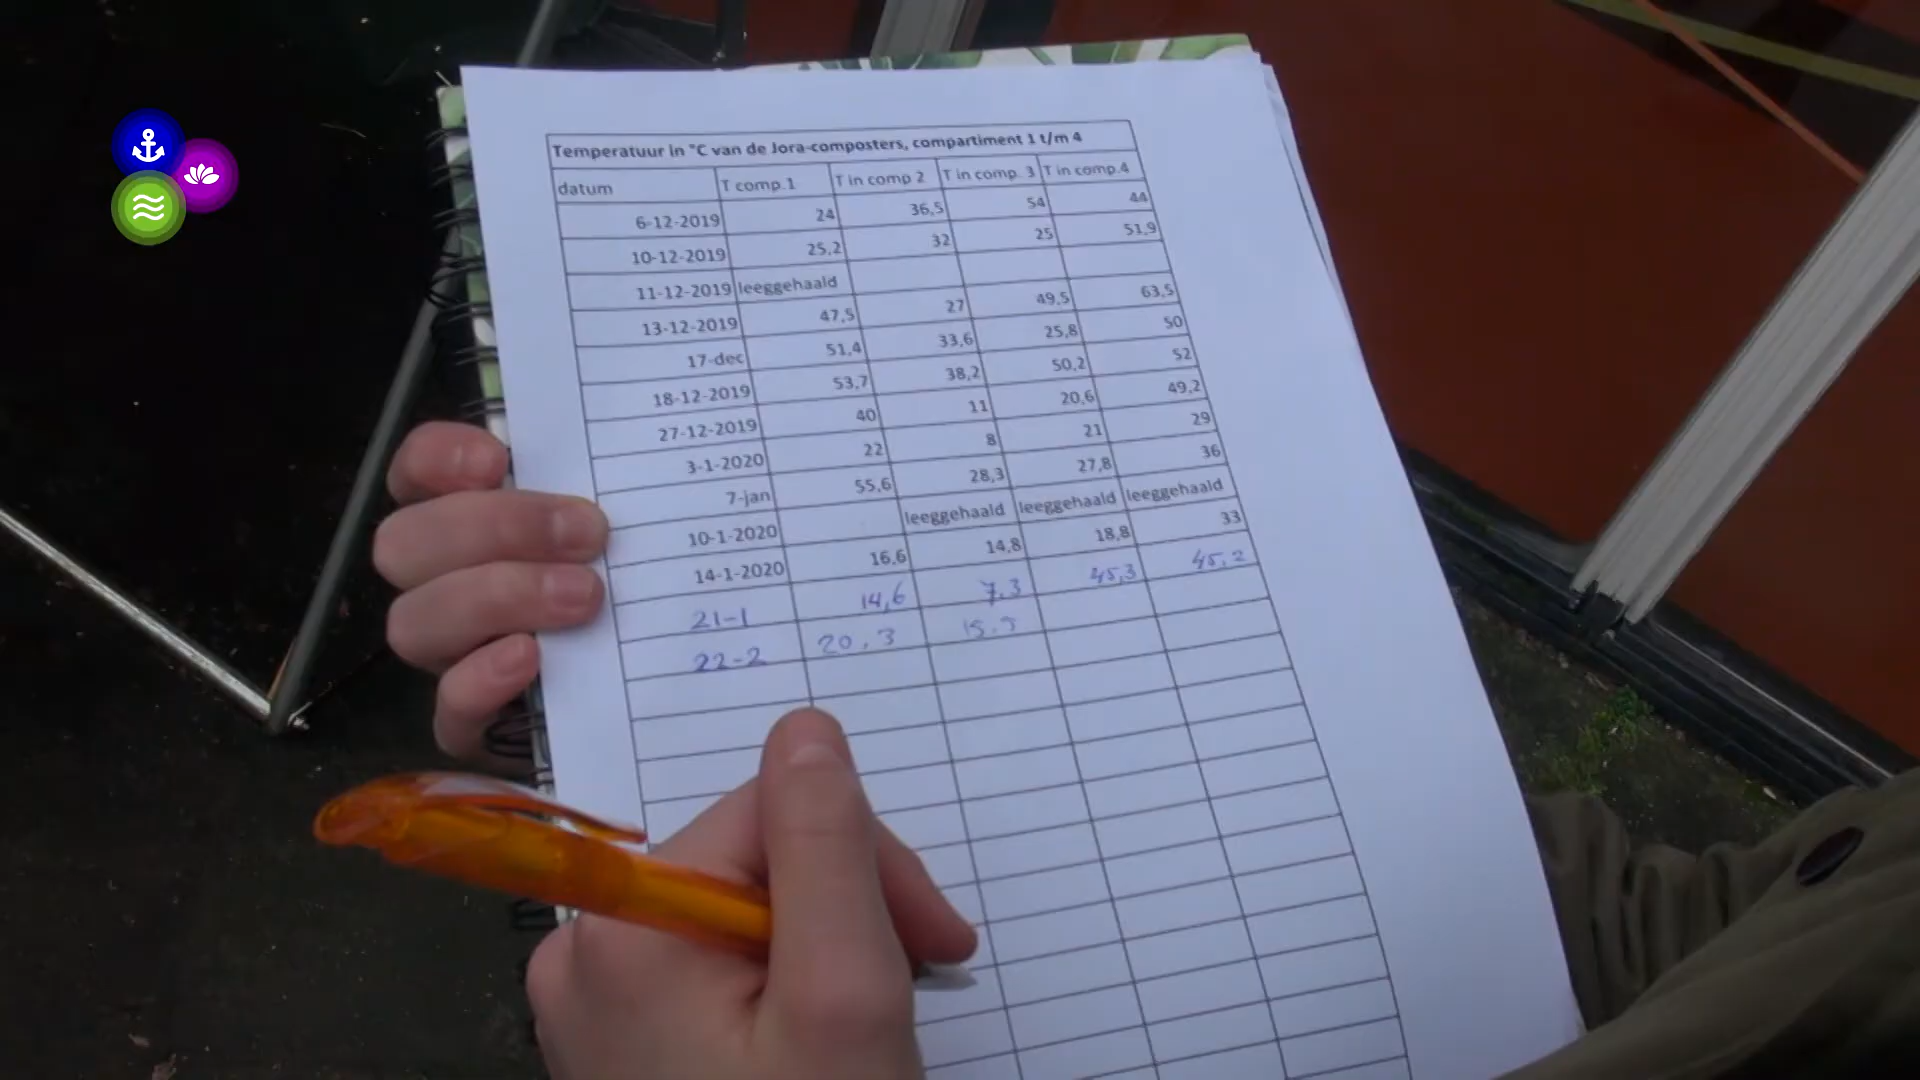 Temperatuur in °C van de Jora-composters, compartiment 1 t/m 4
datum T comp.1 T in comp 2 T in comp. 3 T in comp.4
6-12-2019 24 36,5 54 44
10-12-2019 25,2 32 25 51,9
11-12-2019 leeggehaald
13-12-2019 47,5 27 49,5 63,5
17-dec 51,4 33,6 25,8 50
18-12-2019 53,7 38,2 50,2 52
27-12-2019 40 11 20,6 49,2
3-1-2020 22 8 21 29
7-jan 55,6 28,3 27,8 36
10-1-2020 leeggehaald leeggehaald leeggehaald
14-1-2020 16,6 14,8 18,8 33
21-1 14,6 7,3 45,3 45,2
22-2 20,3